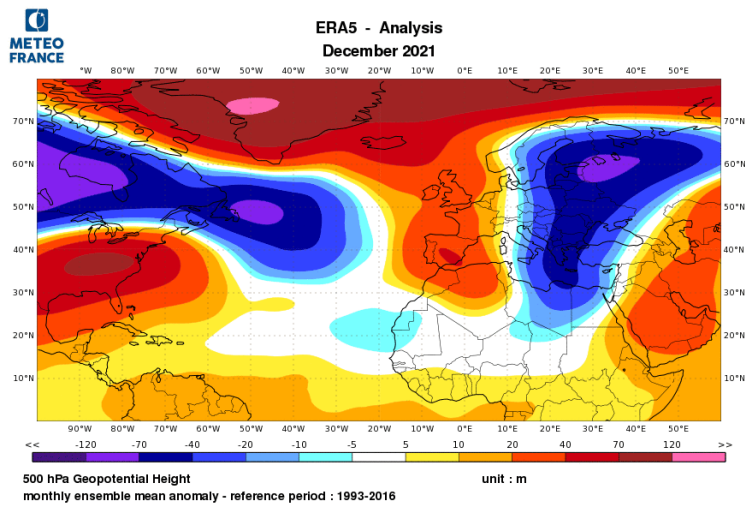 METEO
FRANCE
ERA5 - Analysis
December 2021
°W 80°W 70°W 60°W 50°W 40°W 30°W 20°W 10°W 0°E 10°E 20°E 30°E 40°E 50°E
70°N 70°N
60°N 60°N
50°N 50°N
40°N 40°N
30°N 30°N
20°N 20°N
10°N 10°N
90°W 80°W 70°W 60°W 50°W 40°W 30°W 20°W 10°W 0°E 10°E 20°E 30°E 40°E 50°E
<< -120 -70 -40 -20 -10 -5 5 10 20 40 70 120 >>
500 hPa Geopotential Height unit : m
monthly ensemble mean anomaly - reference period : 1993-2016